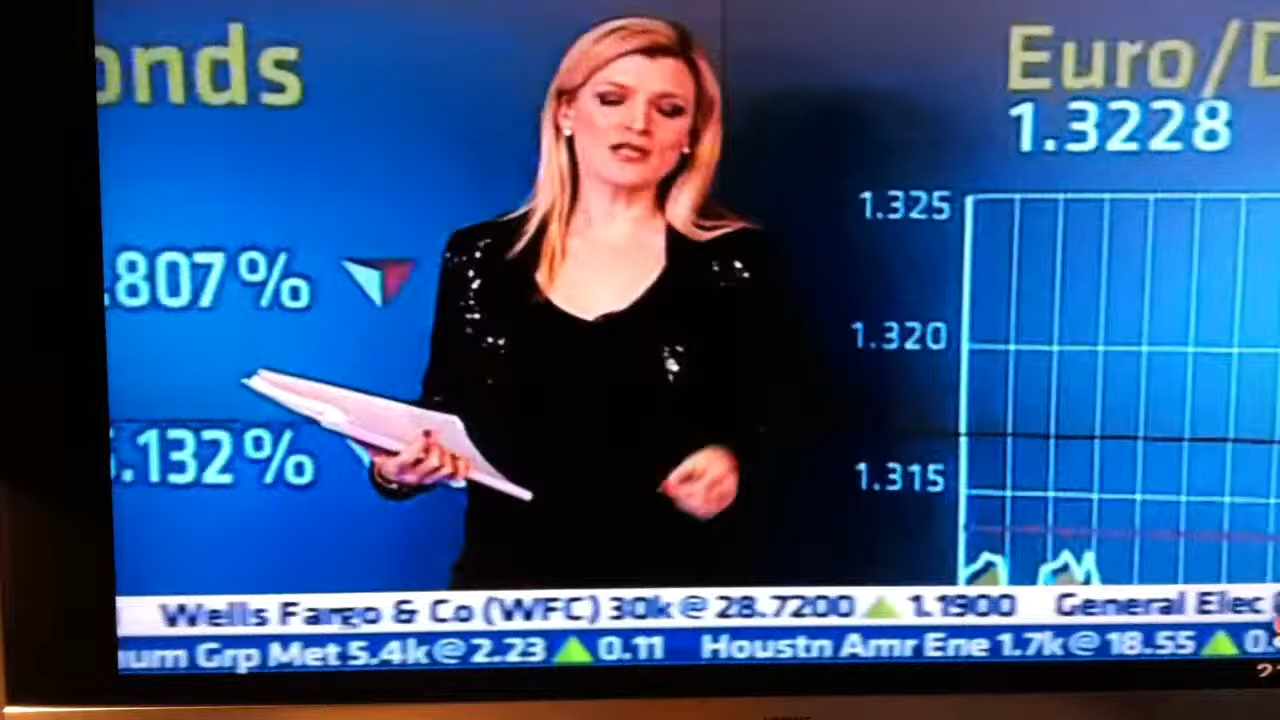 onds
Euro/D
1.3228
1.325
.807%
1.320
.132%
1.315
Wells Fargo & Co (WFC) 30k@28.7200 1.1900 General Elec
um Grp Met 5.4k@2.23 0.11 Houstn Amr Ene 1.7k@18.55 0.